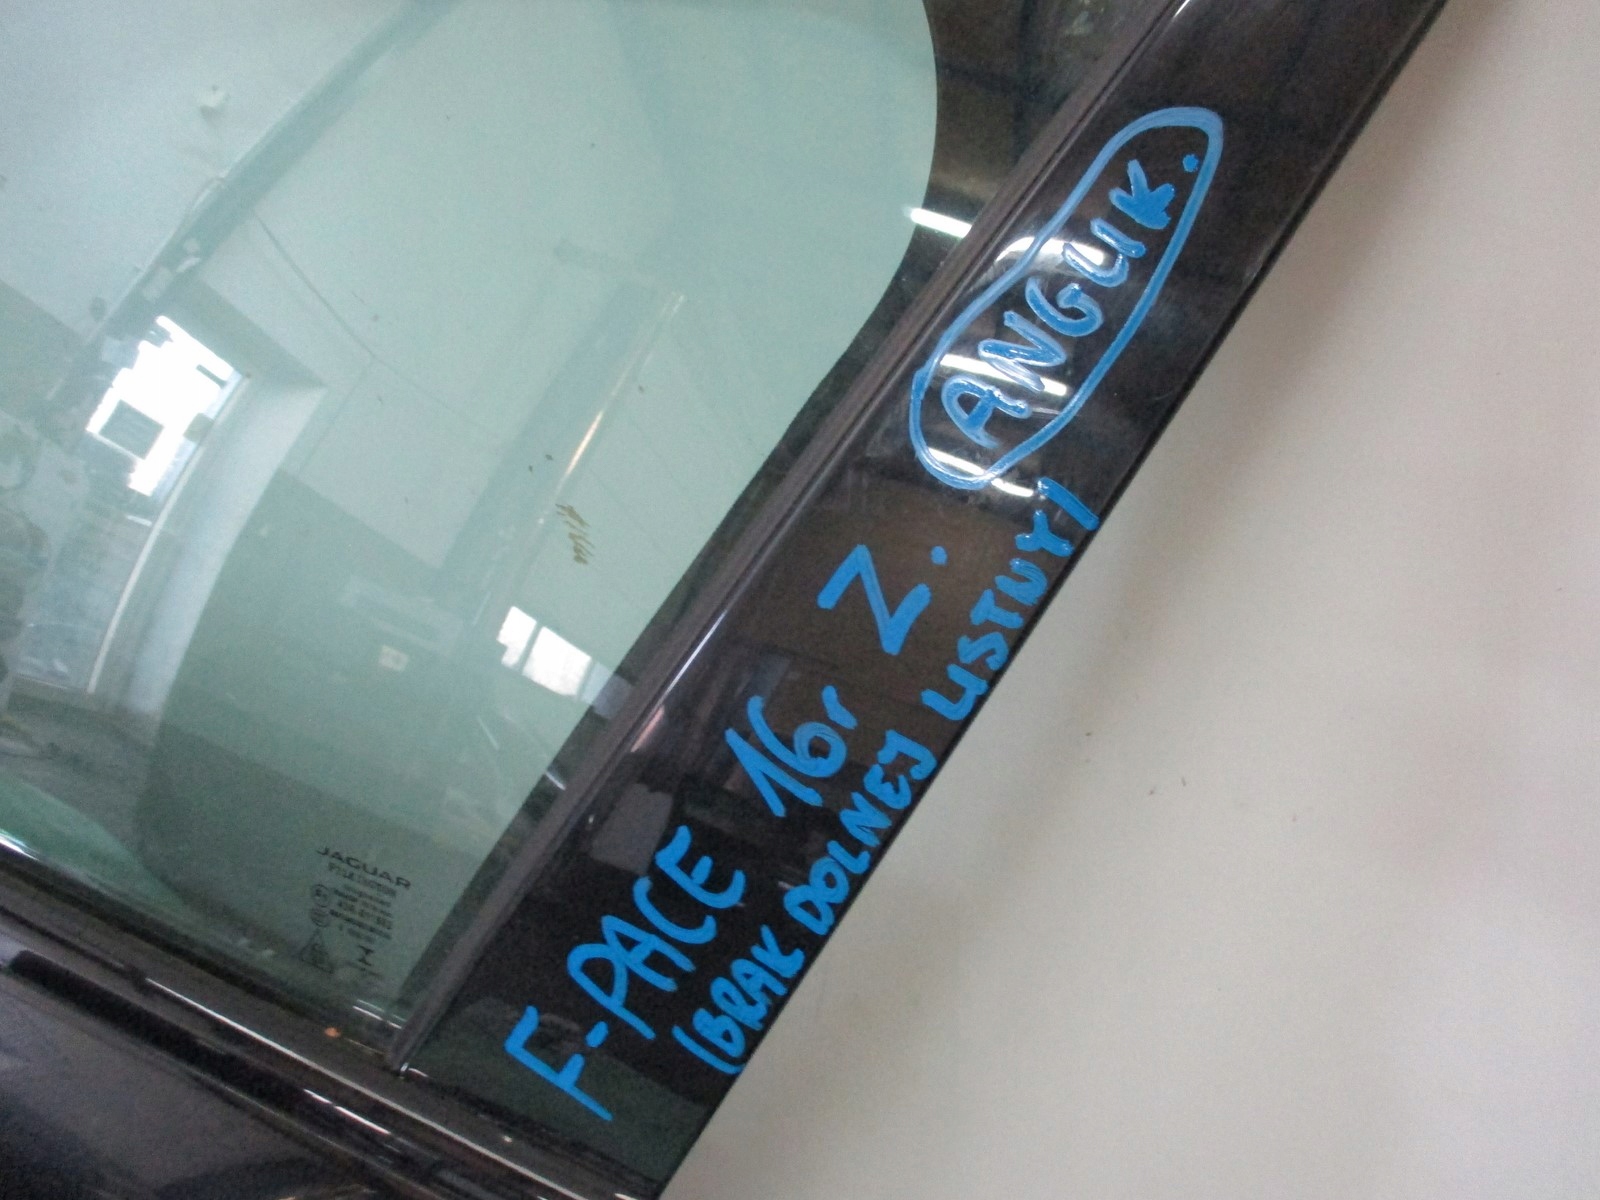 ANGLIK.
F-PACE 16r Z.
(BRAK DOLNEJ LISTWY)
JAGUAR